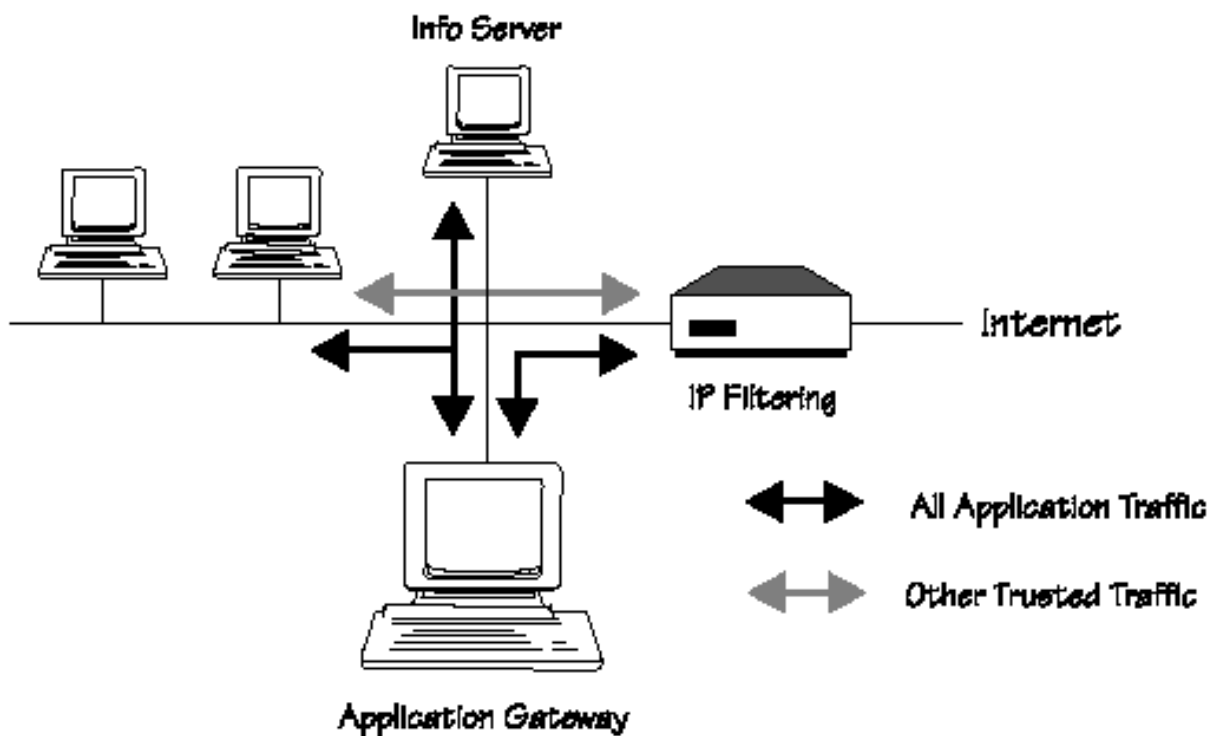 Info Server
Internet
IP Filtering
All Application Traffic
Other Trusted Traffic
Application Gateway